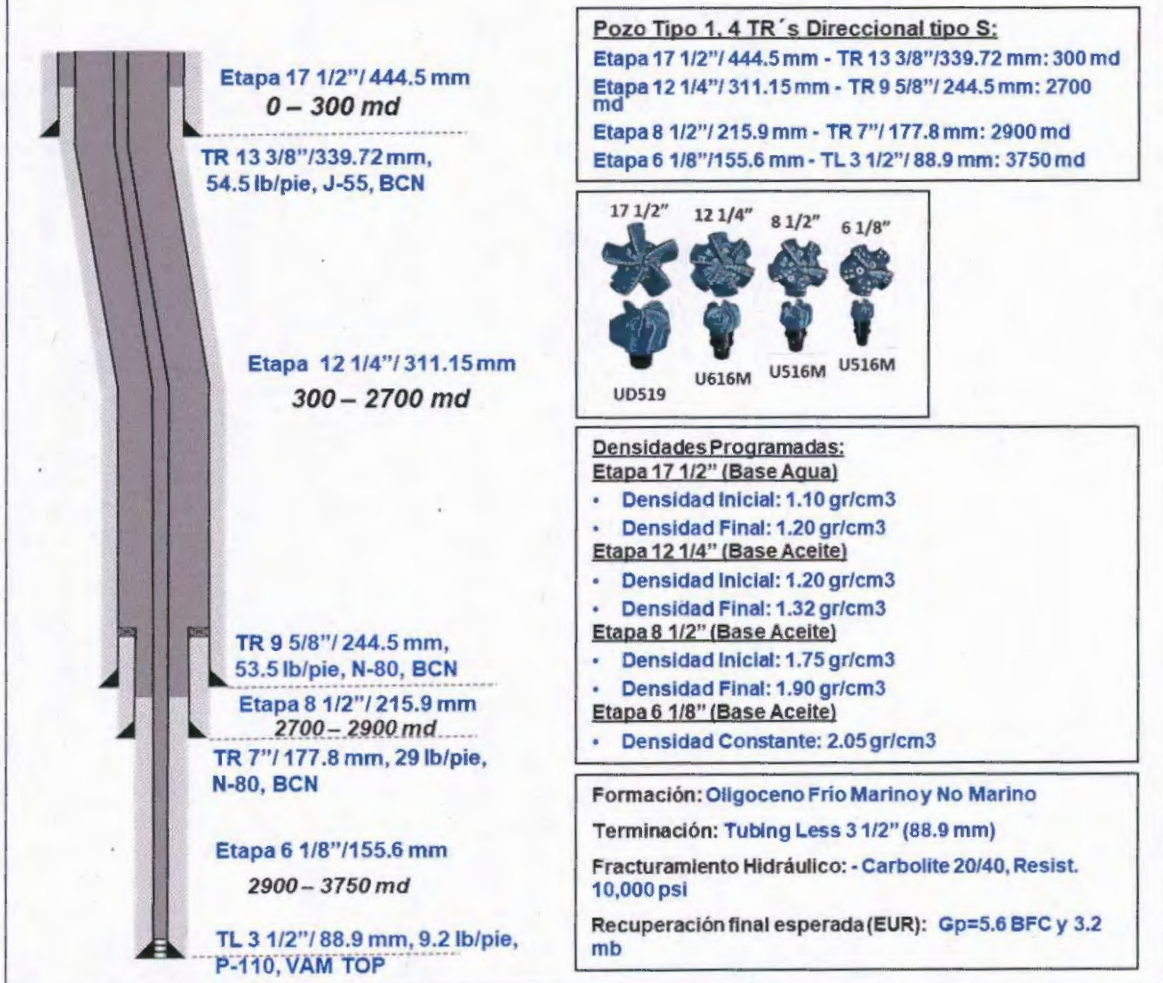 Etapa 17 1/2”/ 444.5 mm
0 – 300 md
TR 13 3/8”/339.72 mm,
54.5 lb/pie, J-55, BCN
Etapa 12 1/4”/ 311.15 mm
300 – 2700 md
TR 9 5/8”/ 244.5 mm,
53.5 lb/pie, N-80, BCN
Etapa 8 1/2”/ 215.9 mm
2700 – 2900 md
TR 7”/ 177.8 mm, 29 lb/pie,
N-80, BCN
Etapa 6 1/8”/155.6 mm
2900 – 3750 md
TL 3 1/2”/ 88.9 mm, 9.2 lb/pie,
P-110, VAM TOP
Pozo Tipo 1, 4 TR´s Direccional tipo S:
Etapa 17 1/2”/ 444.5 mm - TR 13 3/8”/339.72 mm: 300 md
Etapa 12 1/4”/ 311.15 mm - TR 9 5/8”/ 244.5 mm: 2700
md
Etapa 8 1/2”/ 215.9 mm - TR 7”/ 177.8 mm: 2900 md
Etapa 6 1/8”/155.6 mm - TL 3 1/2”/ 88.9 mm: 3750 md
17 1/2” 12 1/4” 8 1/2” 6 1/8”
UD519 U616M U516M U516M
Densidades Programadas:
Etapa 17 1/2” (Base Agua)
• Densidad Inicial: 1.10 gr/cm3
• Densidad Final: 1.20 gr/cm3
Etapa 12 1/4” (Base Aceite)
• Densidad Inicial: 1.20 gr/cm3
• Densidad Final: 1.32 gr/cm3
Etapa 8 1/2” (Base Aceite)
• Densidad Inicial: 1.75 gr/cm3
• Densidad Final: 1.90 gr/cm3
Etapa 6 1/8” (Base Aceite)
• Densidad Constante: 2.05 gr/cm3
Formación: Oligoceno Frio Marino y No Marino
Terminación: Tubing Less 3 1/2” (88.9 mm)
Fracturamiento Hidráulico: - Carbolite 20/40, Resist.
10,000 psi
Recuperación final esperada (EUR): Gp=5.6 BFC y 3.2
mb